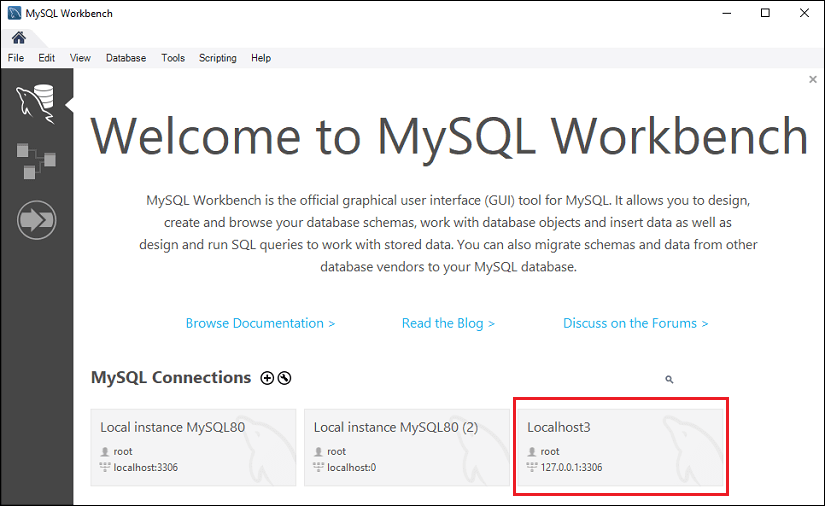 MySQL Workbench
File Edit View Database Tools Scripting Help
Welcome to MySQL Workbench
MySQL Workbench is the official graphical user interface (GUI) tool for MySQL. It allows you to design,
create and browse your database schemas, work with database objects and insert data as well as
design and run SQL queries to work with stored data. You can also migrate schemas and data from other
database vendors to your MySQL database.
Browse Documentation > Read the Blog > Discuss on the Forums >
MySQL Connections
Local instance MySQL80
root
localhost:3306
Local instance MySQL80 (2)
root
localhost:0
Localhost3
root
127.0.0.1:3306